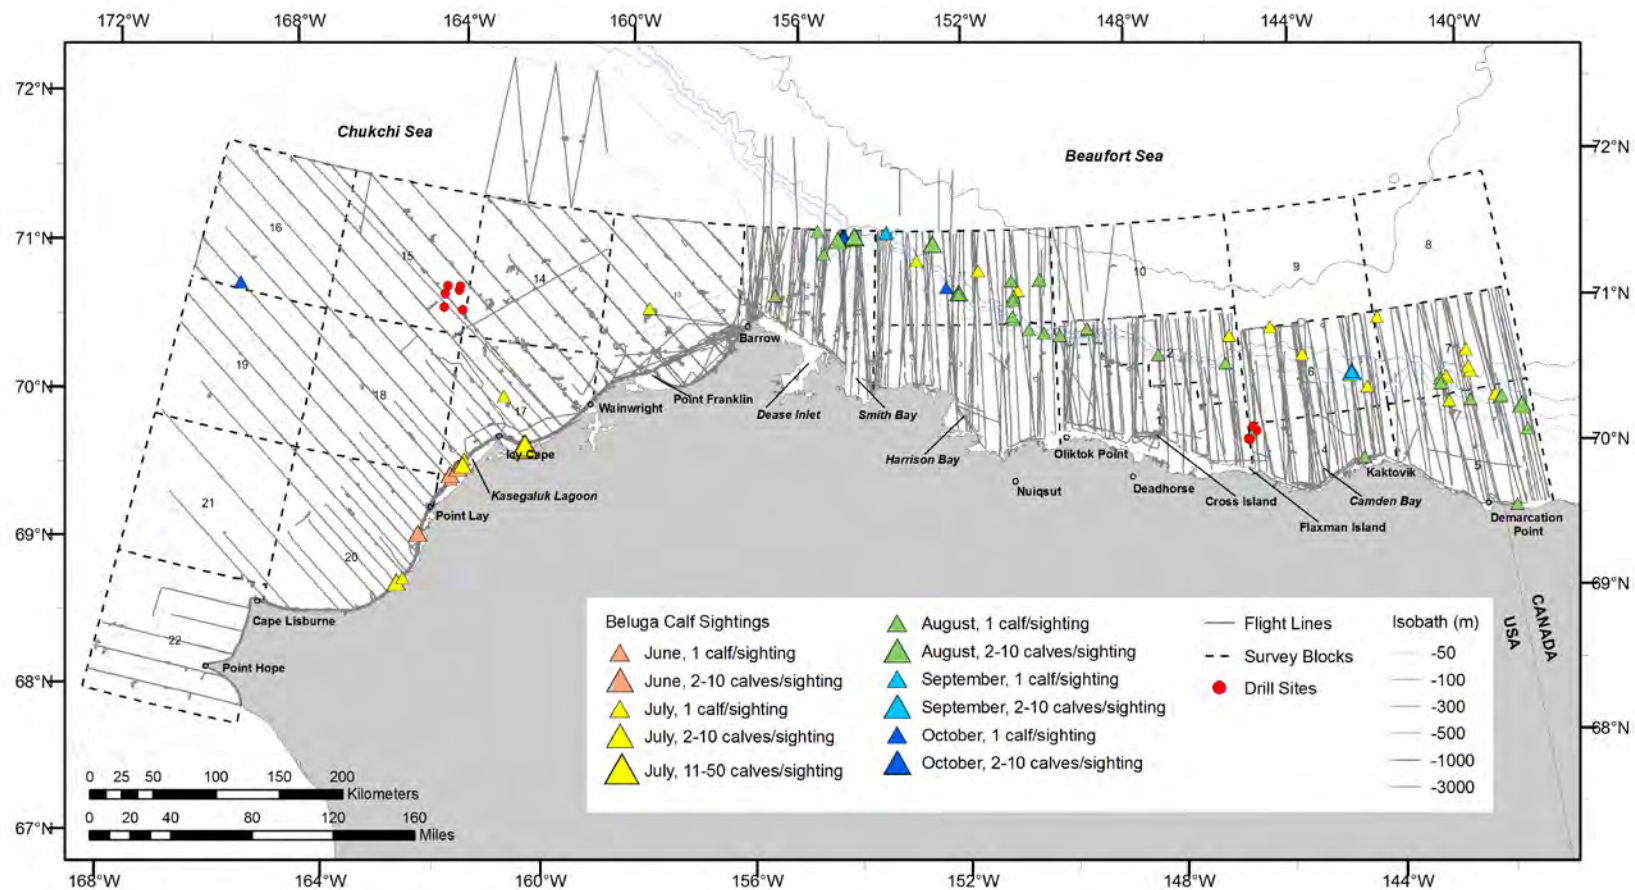 172°W 168°W 164°W 160°W 156°W 152°W 148°W 144°W 140°W
72°N
72°N
Chukchi Sea
Beaufort Sea
71°N
71°N
16
15
14
13
12
10
9
8
19
18
17
2
6
7
70°N
70°N
Barrow
Wainwright
Point Franklin
Dease Inlet
Smith Bay
Harrison Bay
Icy Cape
Kasegaluk Lagoon
Point Lay
Oliktok Point
Nuiqsut
Deadhorse
Cross Island
Flaxman Island
Camden Bay
Kaktovik
Demarcation
Point
1
4
5
21
20
22
69°N
69°N
Cape Lisburne
Point Hope
68°N
68°N
67°N
USA
CANADA
Beluga Calf Sightings
June, 1 calf/sighting
June, 2-10 calves/sighting
July, 1 calf/sighting
July, 2-10 calves/sighting
July, 11-50 calves/sighting
August, 1 calf/sighting
August, 2-10 calves/sighting
September, 1 calf/sighting
September, 2-10 calves/sighting
October, 1 calf/sighting
October, 2-10 calves/sighting
Flight Lines
Survey Blocks
Drill Sites
Isobath (m)
-50
-100
-300
-500
-1000
-3000
0 25 50 100 150 200
Kilometers
0 20 40 80 120 160
Miles
168°W 164°W 160°W 156°W 152°W 148°W 144°W